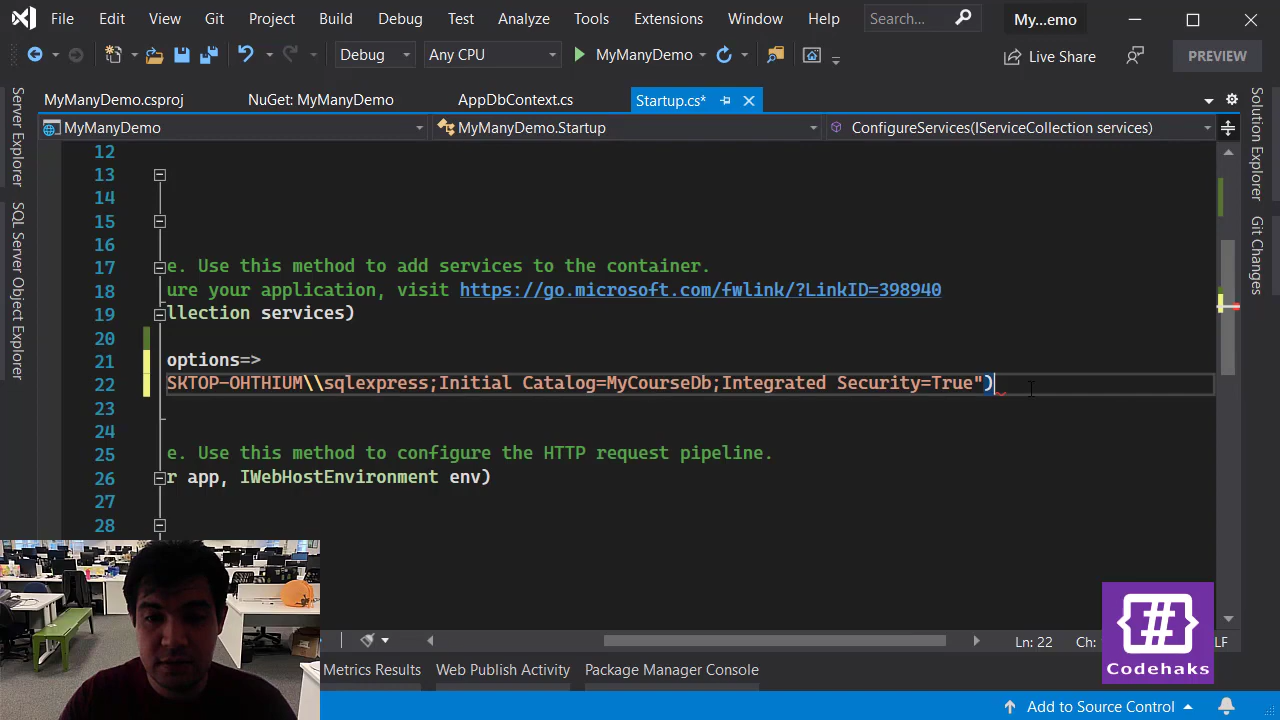 File Edit View Git Project Build Debug Test Analyze Tools Extensions Window Help Search... My...emo
Debug Any CPU MyManyDemo Live Share PREVIEW
MyManyDemo.csproj NuGet: MyManyDemo AppDbContext.cs Startup.cs*
MyManyDemo MyManyDemo.Startup ConfigureServices(IServiceCollection services)
Server Explorer
SQL Server Object Explorer
Solution Explorer
Git Changes
12
13
14
15
16
17 e. Use this method to add services to the container.
18 ure your application, visit https://go.microsoft.com/fwlink/?LinkID=398940
19 llection services)
20
21 options=>
22 SKTOP-OHTHIUM\\sqlexpress;Initial Catalog=MyCourseDb;Integrated Security=True")
23
24
25 e. Use this method to configure the HTTP request pipeline.
26 r app, IWebHostEnvironment env)
27
28
Ln: 22 Ch: LF
Metrics Results Web Publish Activity Package Manager Console
Add to Source Control
#
Codehaks